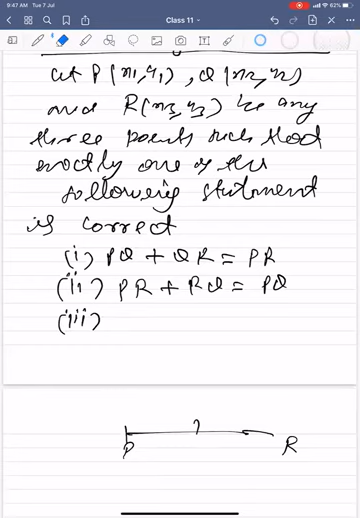 9:47 AM Tue 7 Jul
62%
Class 11
let P(x1, y1), Q(x2, y2)
and R(x3, y3) be any
three points such that
exactly one of the
following statement
is correct
(i) PQ + QR = PR
(ii) PR + RQ = PQ
(iii)
P R